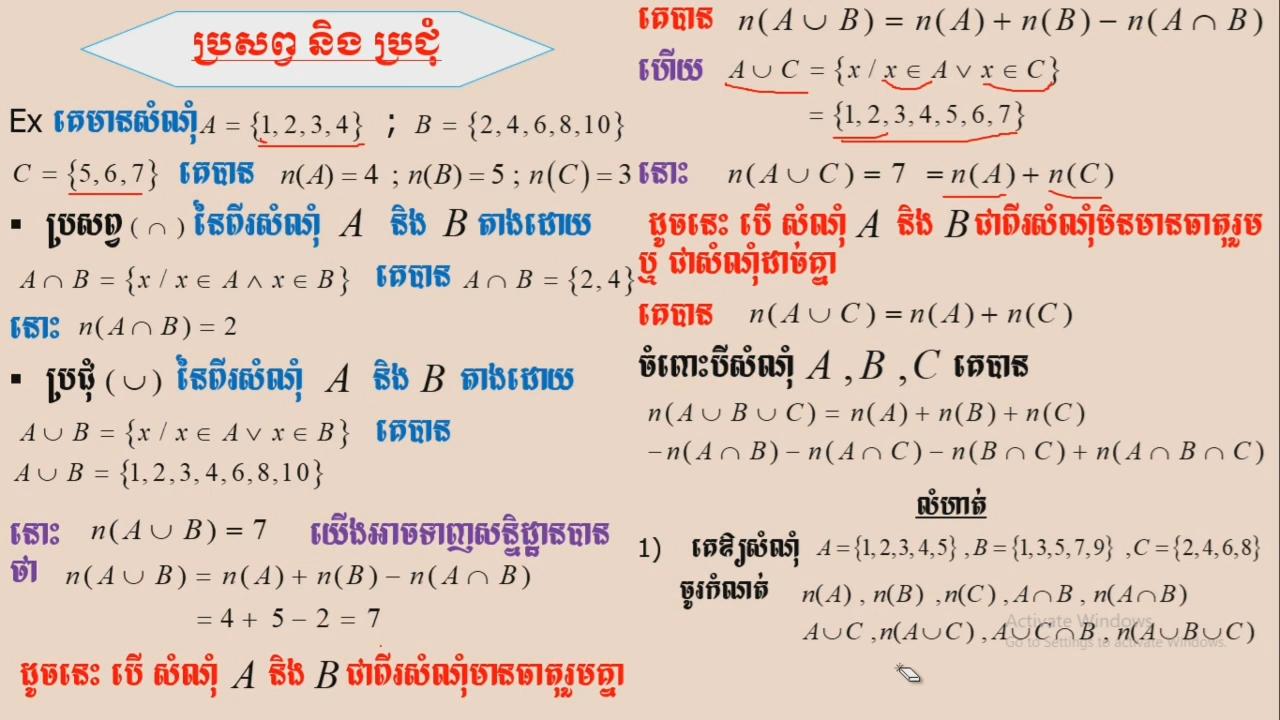 ប្រសព្វ និង ប្រជុំ
Ex គេមានសំណុំ A = {1, 2, 3, 4} ; B = {2, 4, 6, 8, 10}
C = {5, 6, 7} គេបាន n(A) = 4 ; n(B) = 5 ; n(C) = 3
▪ ប្រសព្វ ( ∩ ) នៃពីរសំណុំ A និង B តាងដោយ
A ∩ B = {x / x ∈ A ∧ x ∈ B} គេបាន A ∩ B = {2, 4}
នោះ n(A ∩ B) = 2
▪ ប្រជុំ ( ∪ ) នៃពីរសំណុំ A និង B តាងដោយ
A ∪ B = {x / x ∈ A ∨ x ∈ B} គេបាន
A ∪ B = {1, 2, 3, 4, 6, 8, 10}
នោះ n(A ∪ B) = 7 យើងអាចទាញសន្និដ្ឋានបាន
ថា n(A ∪ B) = n(A) + n(B) − n(A ∩ B)
= 4 + 5 − 2 = 7
ដូចនេះ បើ សំណុំ A និង B ជាពីរសំណុំមានធាតុរួមគ្នា
គេបាន n(A ∪ B) = n(A) + n(B) − n(A ∩ B)
ហើយ A ∪ C = {x / x ∈ A ∨ x ∈ C}
= {1, 2, 3, 4, 5, 6, 7}
នោះ n(A ∪ C) = 7 = n(A) + n(C)
ដូចនេះ បើ សំណុំ A និង B ជាពីរសំណុំមិនមានធាតុរួម
ឬ ជាសំណុំដាច់គ្នា
គេបាន n(A ∪ C) = n(A) + n(C)
ចំពោះបីសំណុំ A , B , C គេបាន
n(A ∪ B ∪ C) = n(A) + n(B) + n(C)
−n(A ∩ B) − n(A ∩ C) − n(B ∩ C) + n(A ∩ B ∩ C)
លំហាត់
1) គេឱ្យសំណុំ A = {1, 2, 3, 4, 5} , B = {1, 3, 5, 7, 9} , C = {2, 4, 6, 8}
ចូរកំណត់ n(A) , n(B) , n(C) , A ∩ B , n(A ∩ B)
A ∪ C , n(A ∪ C) , A ∪ C ∩ B , n(A ∪ B ∪ C)
Activate Windows
Go to Settings to activate Windows.